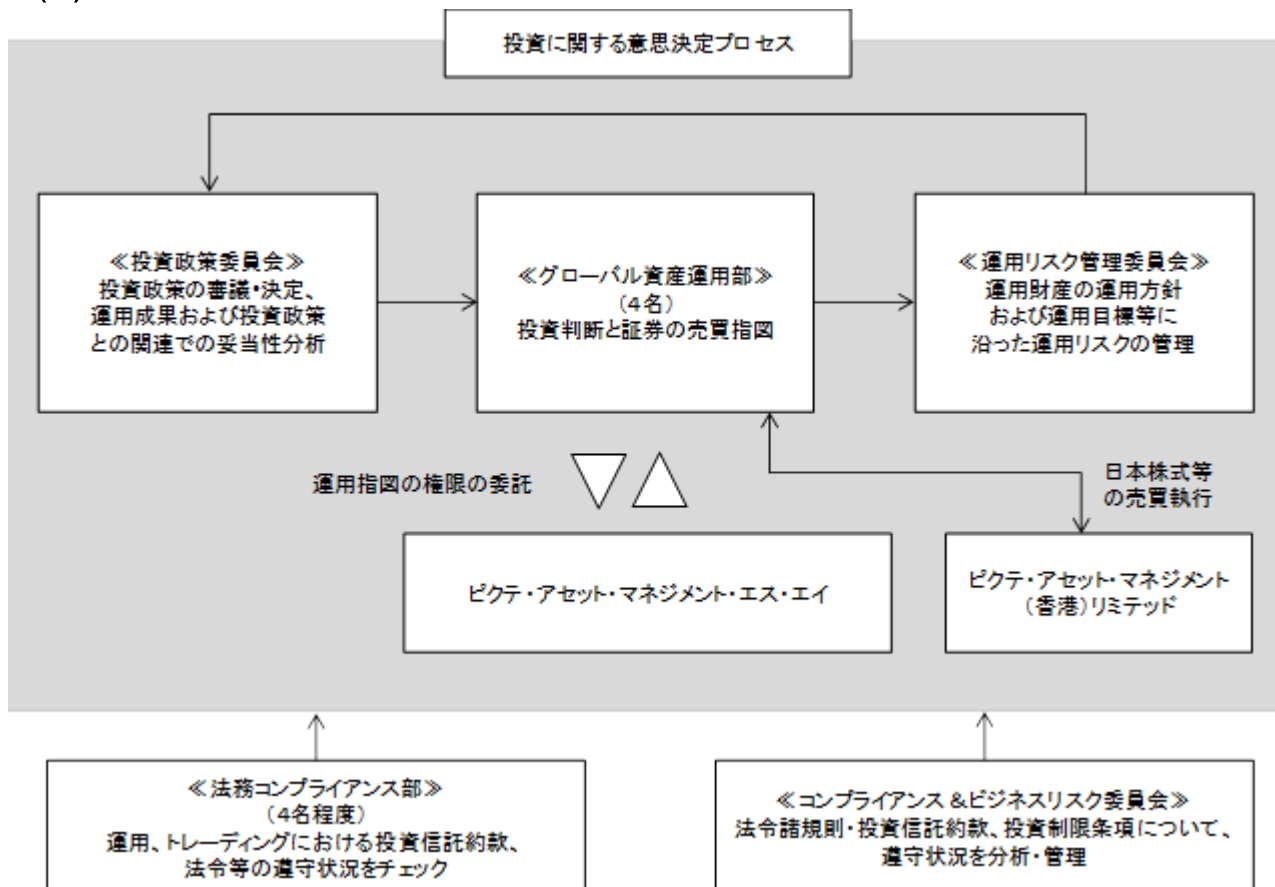 投資に関する意思決定プロセス
≪投資政策委員会≫
投資政策の審議・決定、
運用成果および投資政策
との関連での妥当性分析
≪グローバル資産運用部≫
(4名)
投資判断と証券の売買指図
≪運用リスク管理委員会≫
運用財産の運用方針
および運用目標等に
沿った運用リスクの管理
運用指図の権限の委託
日本株式等
の売買執行
ピクテ・アセット・マネジメント・エス・エイ
ピクテ・アセット・マネジメント
(香港)リミテッド
≪法務コンプライアンス部≫
(4名程度)
運用、トレーディングにおける投資信託約款、
法令等の遵守状況をチェック
≪コンプライアンス&ビジネスリスク委員会≫
法令諸規則・投資信託約款、投資制限条項について、
遵守状況を分析・管理